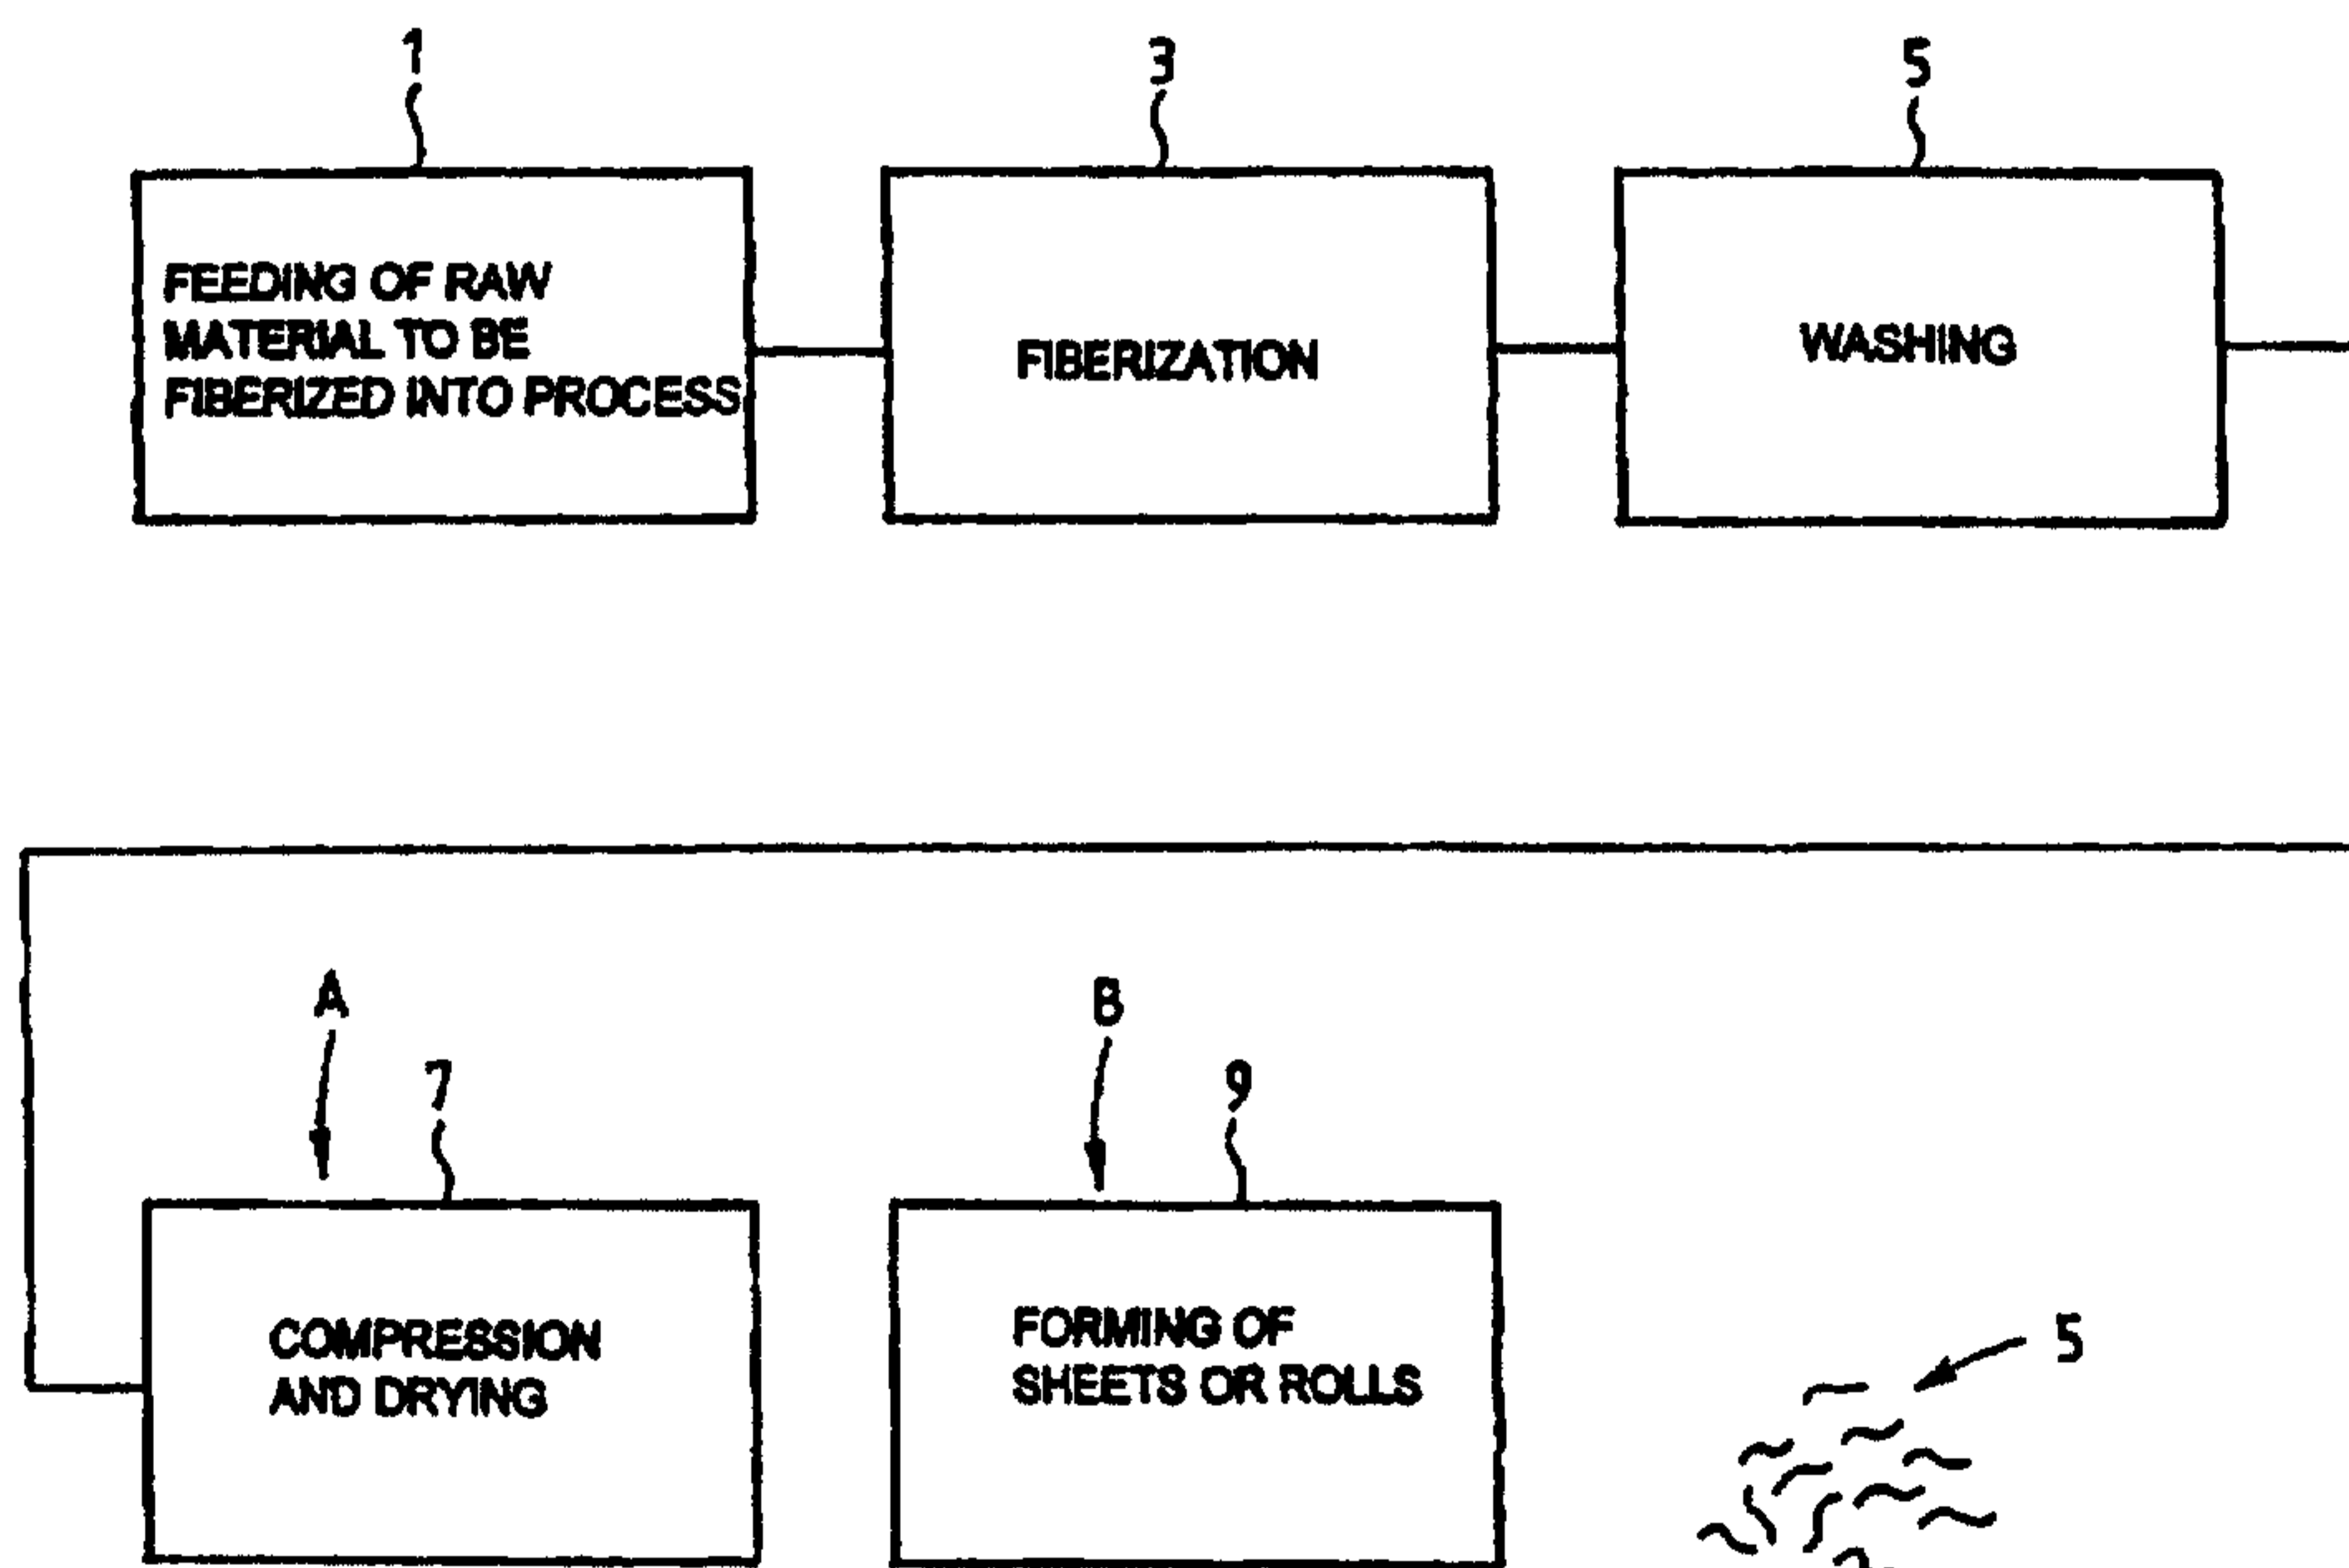 1
3
5
FEEDING OF RAW
MATERIAL TO BE
FIBERIZED INTO PROCESS
FIBERIZATION
WASHING
A
B
7
9
COMPRESSION
AND DRYING
FORMING OF
SHEETS OR ROLLS
5